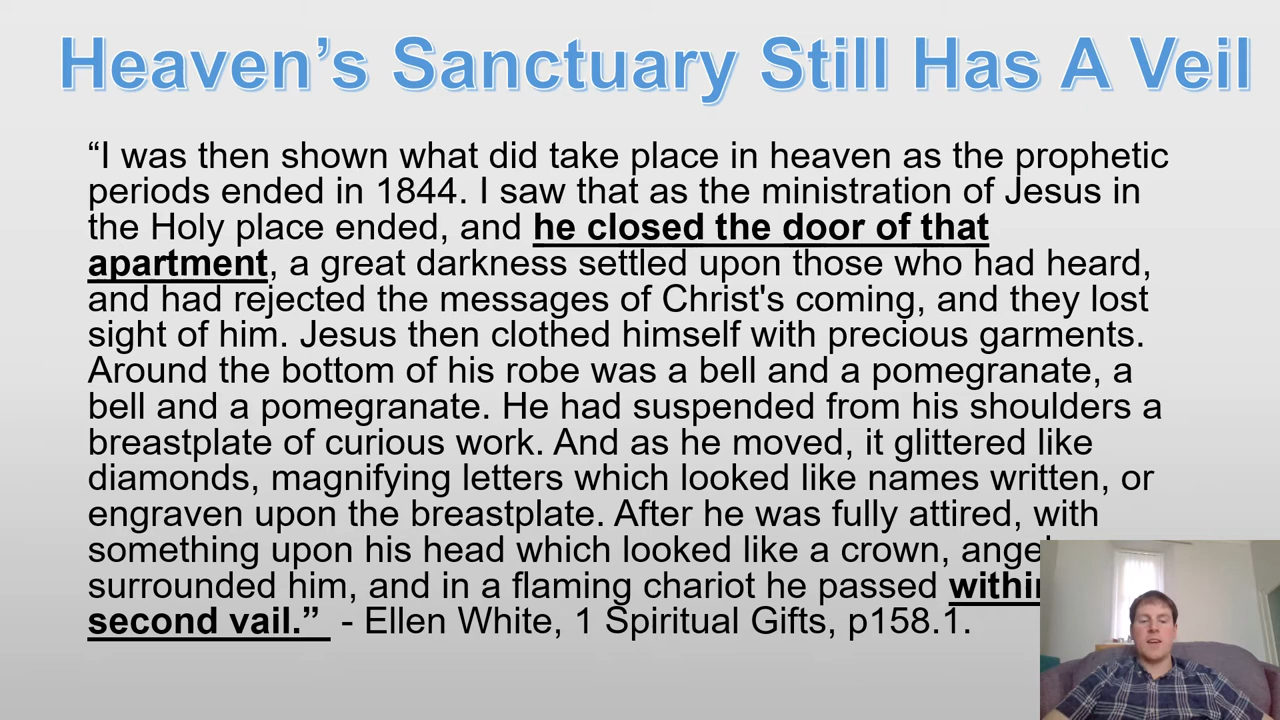 Heaven’s Sanctuary Still Has A Veil
“I was then shown what did take place in heaven as the prophetic
periods ended in 1844. I saw that as the ministration of Jesus in
the Holy place ended, and he closed the door of that
apartment, a great darkness settled upon those who had heard,
and had rejected the messages of Christ's coming, and they lost
sight of him. Jesus then clothed himself with precious garments.
Around the bottom of his robe was a bell and a pomegranate, a
bell and a pomegranate. He had suspended from his shoulders a
breastplate of curious work. And as he moved, it glittered like
diamonds, magnifying letters which looked like names written, or
engraven upon the breastplate. After he was fully attired, with
something upon his head which looked like a crown,
surrounded him, and in a flaming chariot he passed
second vail.” - Ellen White, 1 Spiritual Gifts, p158.1.